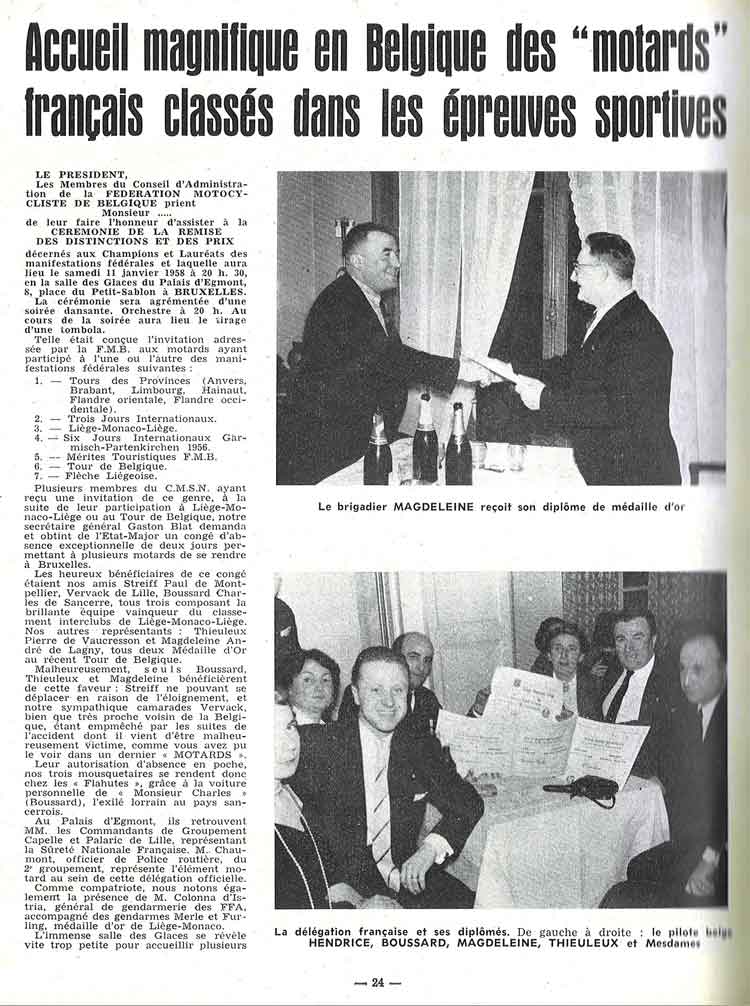 Accueil magnifique en Belgique des "motards"
français classés dans les épreuves sportives
LE PRESIDENT,
Les Membres du Conseil d'Administra-
tion de la FEDERATION MOTOCY-
CLISTE DE BELGIQUE prient
Monsieur .....
de leur faire l'honneur d'assister à la
CEREMONIE DE LA REMISE
DES DISTINCTIONS ET DES PRIX
décernés aux Champions et Lauréats des
manifestations fédérales et laquelle aura
lieu le samedi 11 janvier 1958 à 20 h. 30,
en la salle des Glaces du Palais d'Egmont,
8, place du Petit-Sablon à BRUXELLES.
La cérémonie sera agrémentée d'une
soirée dansante. Orchestre à 20 h. Au
cours de la soirée aura lieu le tirage
d'une tombola.
Telle était conçue l'invitation adres-
sée par la F.M.B. aux motards ayant
participé à l'une ou l'autre des mani-
festations fédérales suivantes :
1. — Tours des Provinces (Anvers,
Brabant, Limbourg, Hainaut,
Flandre orientale, Flandre occi-
dentale).
2. — Trois Jours Internationaux.
3. — Liège-Monaco-Liège.
4. — Six Jours Internationaux Gar-
misch-Partenkirchen 1956.
5. -- Mérites Touristiques F.M.B.
6. — Tour de Belgique.
7. — Flèche Liégeoise.
Plusieurs membres du C.M.S.N. ayant
reçu une invitation de ce genre, à la
suite de leur participation à Liège-Mo-
naco-Liège ou au Tour de Belgique, notre
secrétaire général Gaston Blat demanda
et obtint de l'Etat-Major un congé d'ab-
sence exceptionnelle de deux jours per-
mettant à plusieurs motards de se rendre
à Bruxelles.
Les heureux bénéficiaires de ce congé
étaient nos amis Streiff Paul de Mont-
pellier, Vervack de Lille, Boussard Char-
les de Sancerre, tous trois composant la
brillante équipe vainqueur du classe-
ment interclubs de Liège-Monaco-Liège.
Nos autres représentants : Thieuleux
Pierre de Vaucresson et Magdeleine An-
dré de Lagny, tous deux Médaille d'Or
au récent Tour de Belgique.
Malheureusement, seuls Boussard,
Thieuleux et Magdeleine bénéficièrent
de cette faveur : Streiff ne pouvant se
déplacer en raison de l'éloignement, et
notre sympathique camarades Vervack,
bien que très proche voisin de la Belgi-
que, étant empmêché par les suites de
l'accident dont il vient d'être malheu-
reusement victime, comme vous avez pu
le voir dans un dernier « MOTARDS ».
Leur autorisation d'absence en poche,
nos trois mousquetaires se rendent donc
chez les « Flahutes », grâce à la voiture
personnelle de « Monsieur Charles »
(Boussard), l'exilé lorrain au pays san-
cerrois.
Au Palais d'Egmont, ils retrouvent
MM. les Commandants de Groupement
Capelle et Palaric de Lille, représentant
la Sûreté Nationale Française. M. Chau-
mont, officier de Police routière, du
2e groupement, représente l'élément mo-
tard au sein de cette délégation officielle.
Comme compatriote, nous notons éga-
lement la présence de M. Colonna d'Is-
tria, général de gendarmerie des FFA,
accompagné des gendarmes Merle et Fur-
ling, médaille d'or de Liège-Monaco.
L'immense salle des Glaces se révèle
vite trop petite pour accueillir plusieurs
Le brigadier MAGDELEINE reçoit son diplôme de médaille d'or
La délégation française et ses diplômés. De gauche à droite : le pilote belge
HENDRICE, BOUSSARD, MAGDELEINE, THIEULEUX et Mesdames
— 24 —